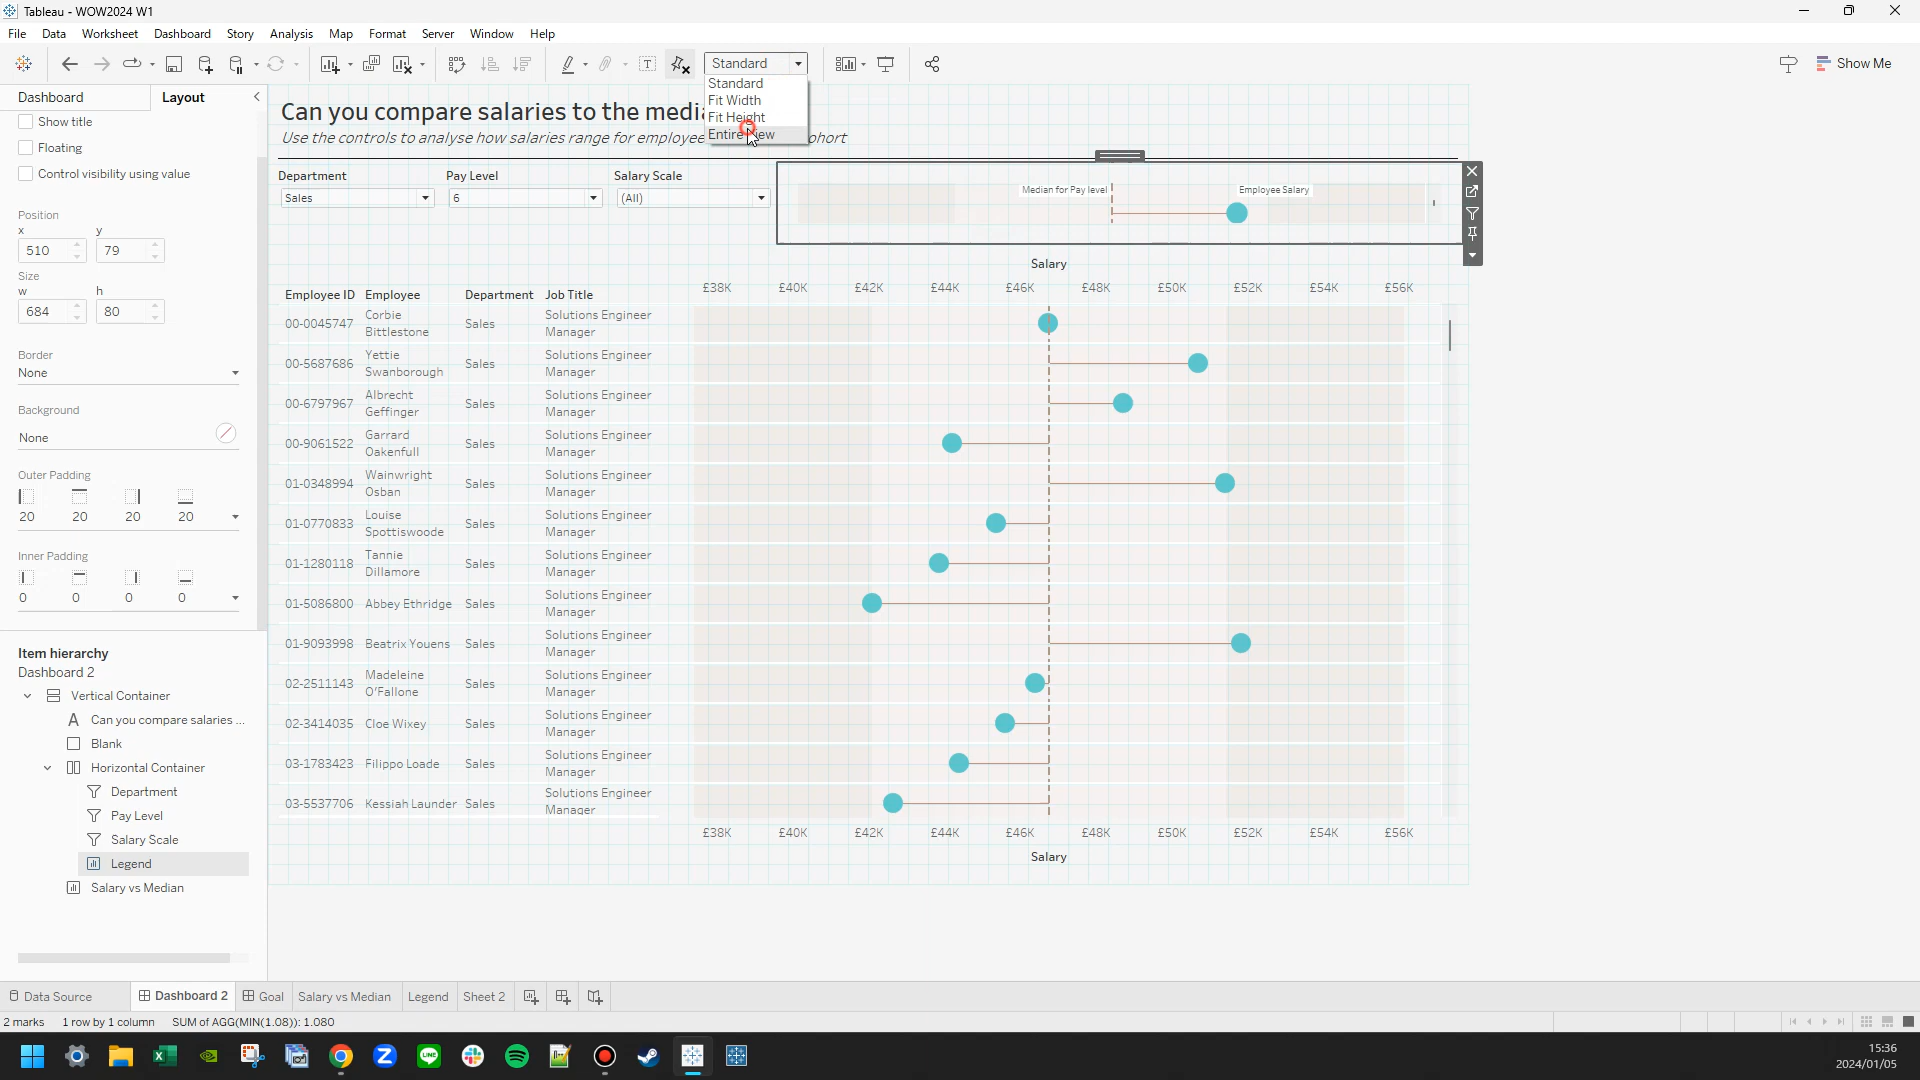 Tableau - WOW2024 W1
File Data Worksheet Dashboard Story Analysis Map Format Server Window Help
Standard
Show Me
Standard
Fit Width
Fit Height
Dashboard Layout
Show title
Floating
Control visibility using value
Position
x y
510 79
Size
w h
684 80
Border
None
Background
None
Outer Padding
20 20 20 20
Inner Padding
0 0 0 0
Item hierarchy
Dashboard 2
Vertical Container
Can you compare salaries ...
Blank
Horizontal Container
Department
Pay Level
Salary Scale
Legend
Salary vs Median
Can you compare salaries to the
Use the controls to analyse how salaries range for
Department Pay Level Salary Scale
Sales 6 (All)
Median for Pay level Employee Salary
Salary
£38K £40K £42K £44K £46K £48K £50K £52K £54K £56K
Employee ID Employee Department Job Title
00-0045747 Corbie Bittlestone Sales Solutions Engineer Manager
00-5687686 Yettie Swanborough Sales Solutions Engineer Manager
00-6797967 Albrecht Geffinger Sales Solutions Engineer Manager
00-9061522 Garrard Oakenfull Sales Solutions Engineer Manager
01-0348994 Wainwright Osban Sales Solutions Engineer Manager
01-0770833 Louise Spottiswoode Sales Solutions Engineer Manager
01-1280118 Tannie Dillamore Sales Solutions Engineer Manager
01-5086800 Abbey Ethridge Sales Solutions Engineer Manager
01-9093998 Beatrix Youens Sales Solutions Engineer Manager
02-2511143 Madeleine O'Fallone Sales Solutions Engineer Manager
02-3414035 Cloe Wixey Sales Solutions Engineer Manager
03-1783423 Filippo Loade Sales Solutions Engineer Manager
03-5537706 Kessiah Launder Sales Solutions Engineer Manager
£38K £40K £42K £44K £46K £48K £50K £52K £54K £56K
Salary
Data Source Dashboard 2 Goal Salary vs Median Legend Sheet 2
2 marks 1 row by 1 column SUM of AGG(MIN(1.08)): 1.080
15:36
2024/01/05